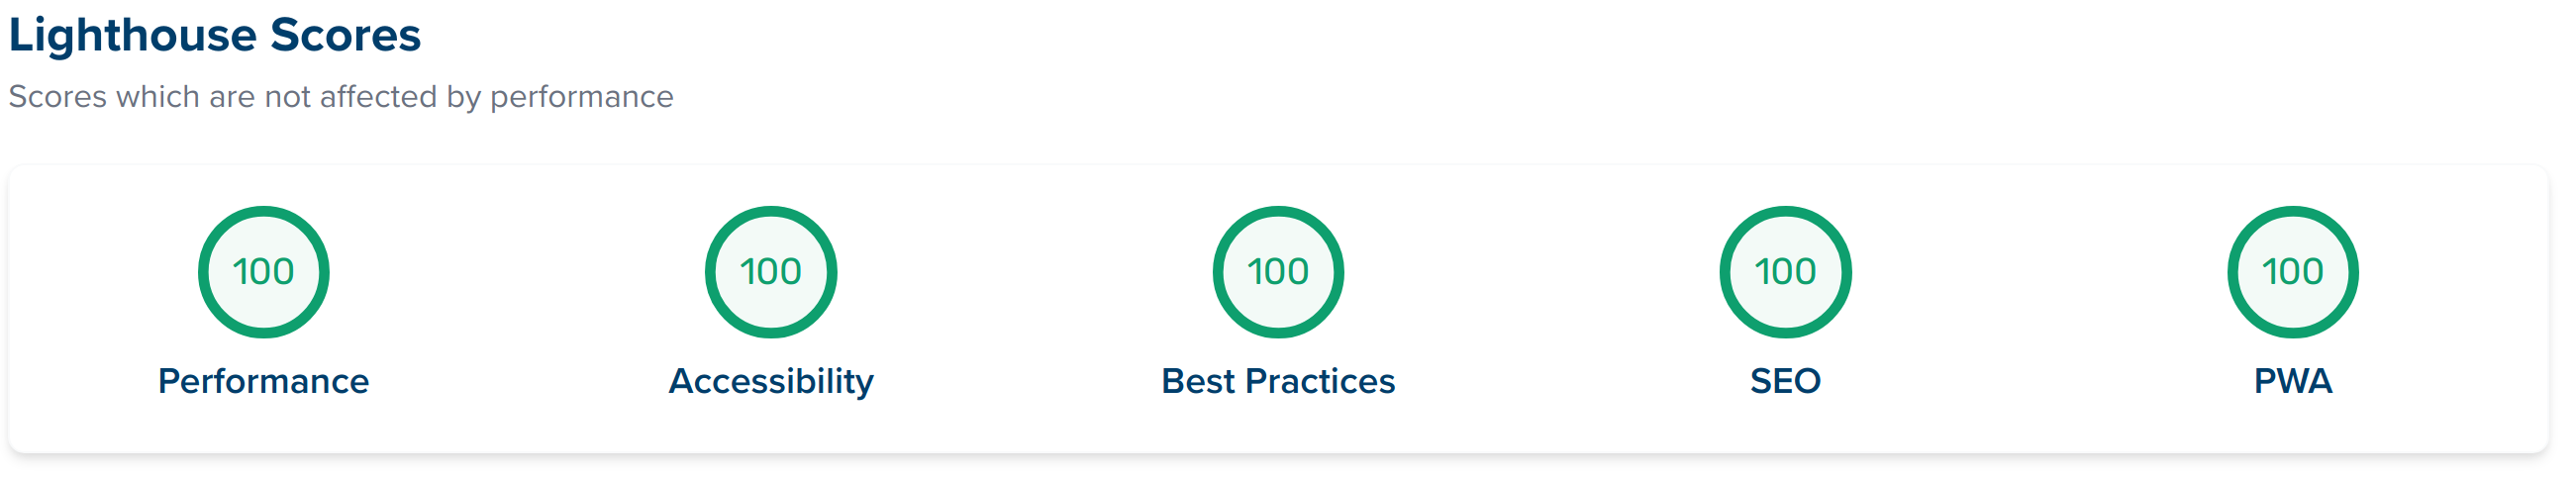 Lighthouse Scores
Scores which are not affected by performance
100 100 100 100 100
Performance Accessibility Best Practices SEO PWA